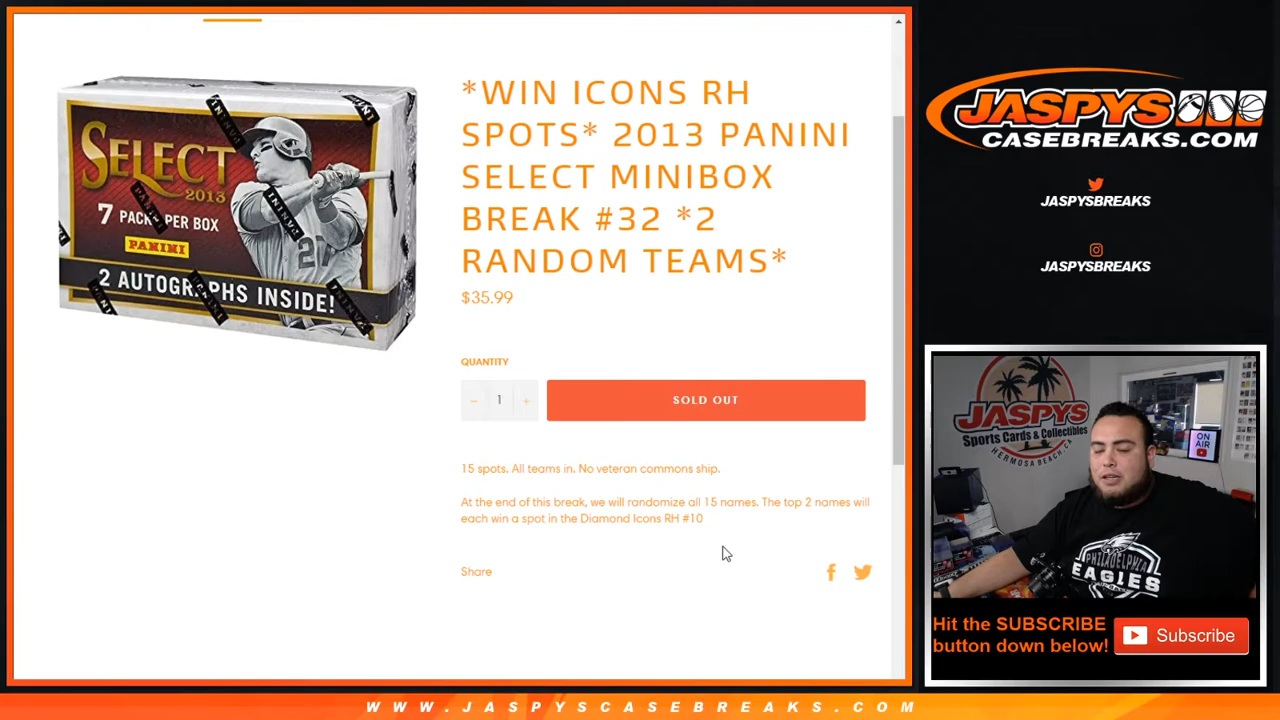 *WIN ICONS RH
SPOTS* 2013 PANINI
SELECT MINIBOX
BREAK #32 *2
RANDOM TEAMS*
$35.99
QUANTITY
− 1 +
SOLD OUT
15 spots. All teams in. No veteran commons ship.
At the end of this break, we will randomize all 15 names. The top 2 names will
each win a spot in the Diamond Icons RH #10
Share
SELECT
2013
7 PACKS PER BOX
PANINI
2 AUTOGRAPHS INSIDE!
PANINI
PANINI
PANINI
JASPYS
CASEBREAKS.COM
JASPYSBREAKS
JASPYSBREAKS
JASPYS
Sports Cards & Collectibles
HERMOSA BEACH, CA
ON
AIR
PHILADELPHIA
EAGLES
Hit the SUBSCRIBE
button down below!
Subscribe
WWW.JASPYSCASEBREAKS.COM